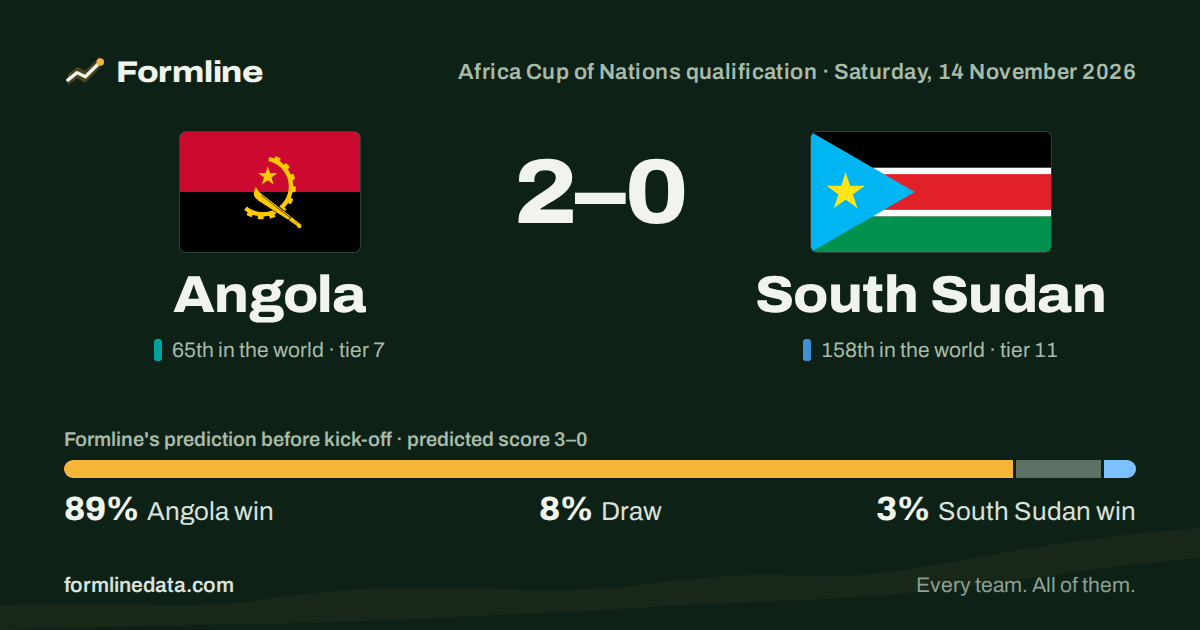 Formline
Africa Cup of Nations qualification · Saturday, 14 November 2026
2–0
Angola
South Sudan
65th in the world · tier 7
158th in the world · tier 11
Formline's prediction before kick-off · predicted score 3–0
89% Angola win
8% Draw
3% South Sudan win
formlinedata.com
Every team. All of them.